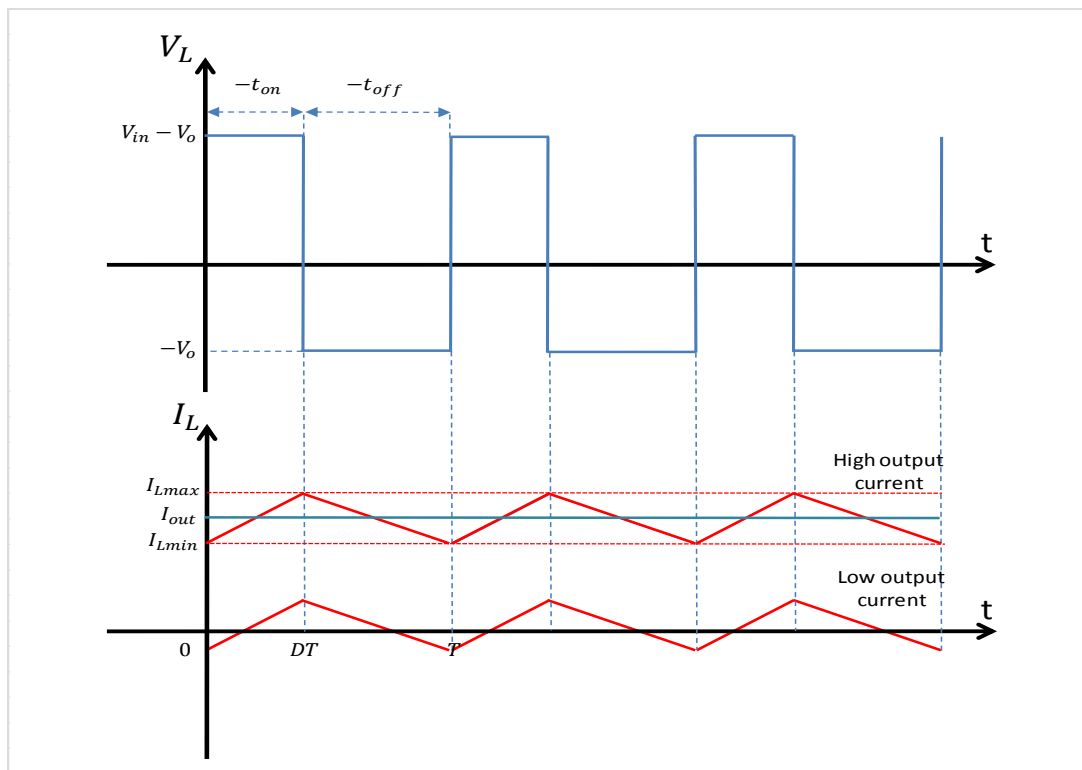 V_L
−t_on
−t_off
V_in − V_o
t
−V_o
I_L
High output
current
I_Lmax
I_out
I_Lmin
Low output
current
t
0
DT
T